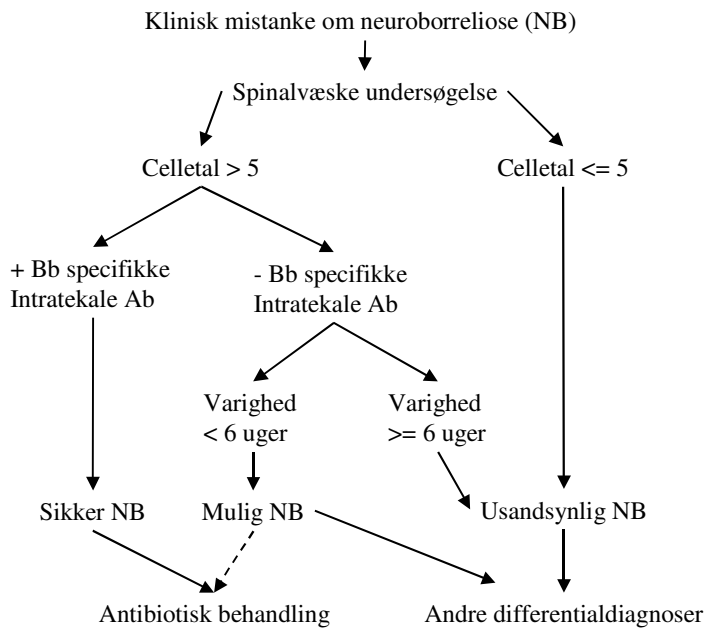 Klinisk mistanke om neuroborreliose (NB)
Spinalvæske undersøgelse
Celletal > 5
Celletal <= 5
+ Bb specifikke
Intratekale Ab
- Bb specifikke
Intratekale Ab
Varighed
< 6 uger
Varighed
>= 6 uger
Sikker NB
Mulig NB
Usandsynlig NB
Antibiotisk behandling
Andre differentialdiagnoser